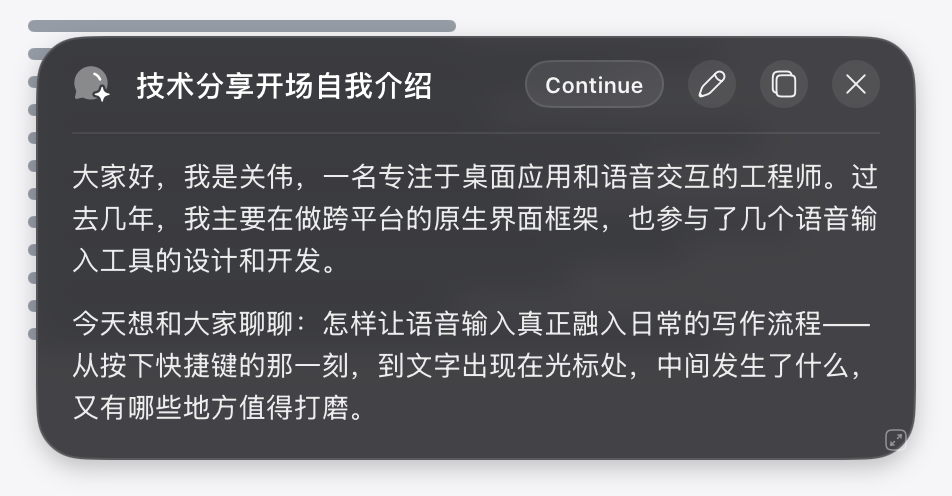 技术分享开场自我介绍
Continue
大家好，我是关伟，一名专注于桌面应用和语音交互的工程师。过
去几年，我主要在做跨平台的原生界面框架，也参与了几个语音输
入工具的设计和开发。
今天想和大家聊聊：怎样让语音输入真正融入日常的写作流程——
从按下快捷键的那一刻，到文字出现在光标处，中间发生了什么，
又有哪些地方值得打磨。